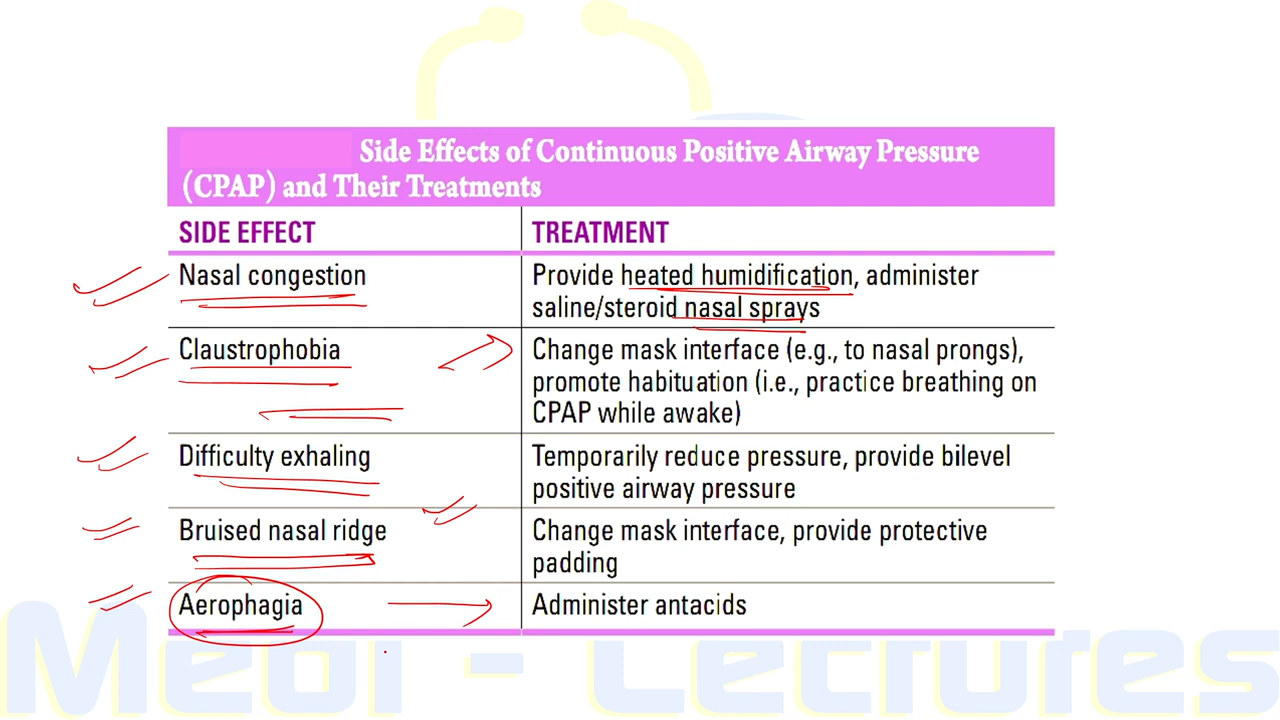 Side Effects of Continuous Positive Airway Pressure
(CPAP) and Their Treatments
SIDE EFFECT
TREATMENT
Nasal congestion
Provide heated humidification, administer
saline/steroid nasal sprays
Claustrophobia
Change mask interface (e.g., to nasal prongs),
promote habituation (i.e., practice breathing on
CPAP while awake)
Difficulty exhaling
Temporarily reduce pressure, provide bilevel
positive airway pressure
Bruised nasal ridge
Change mask interface, provide protective
padding
Aerophagia
Administer antacids
Medi - Lectures